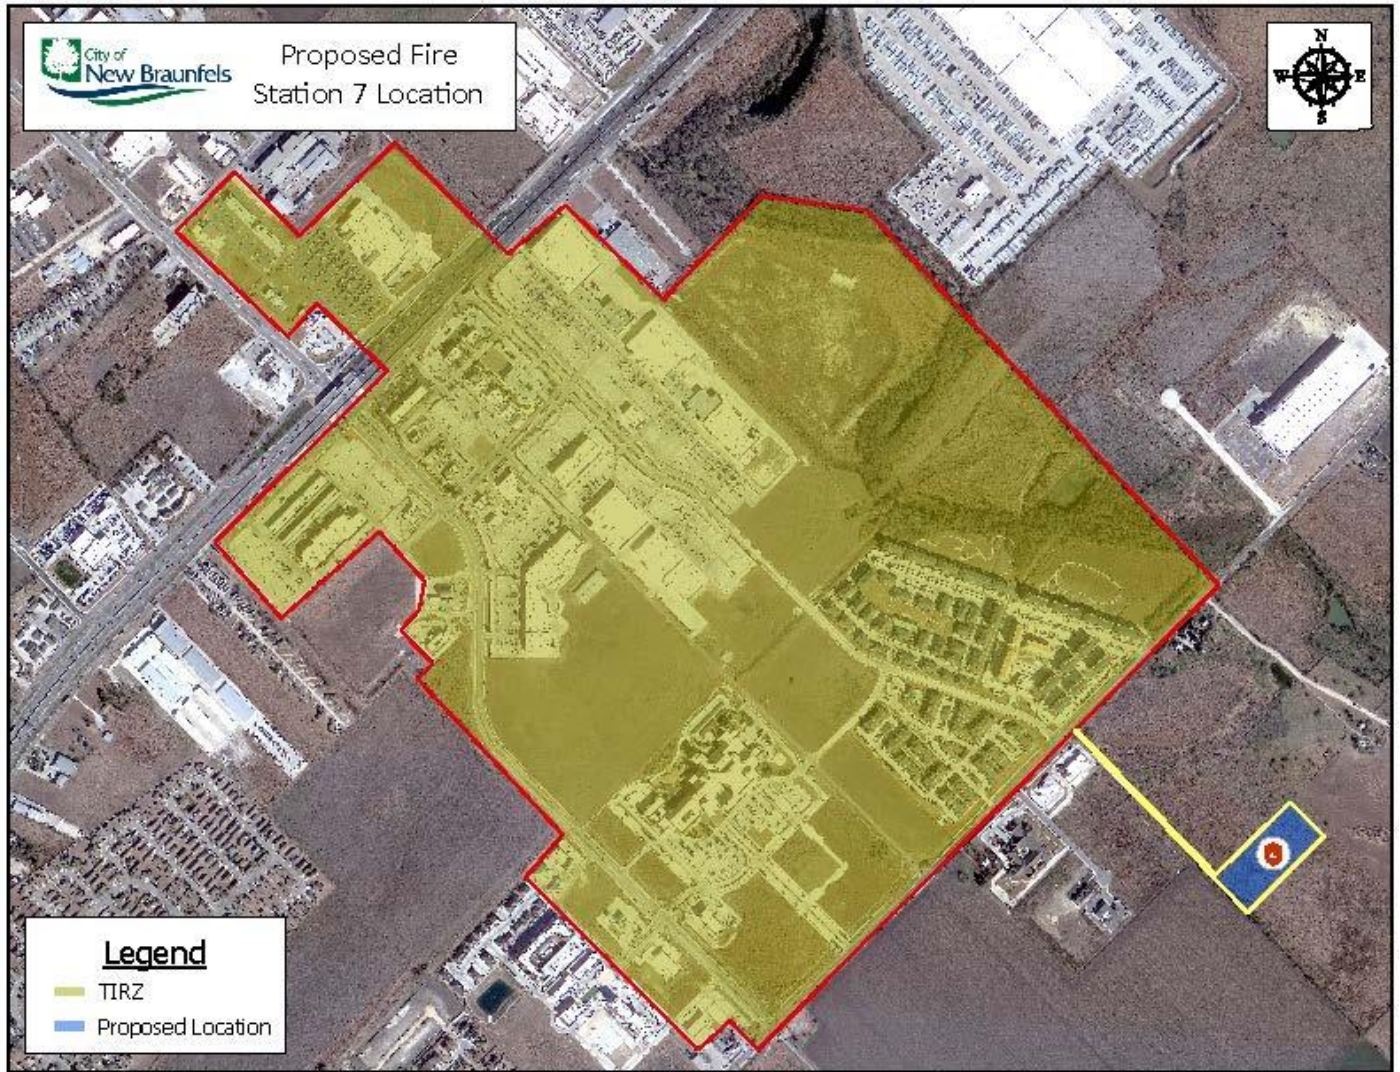 City of
New Braunfels
Proposed Fire
Station 7 Location
N
W
E
S
Legend
TIRZ
Proposed Location